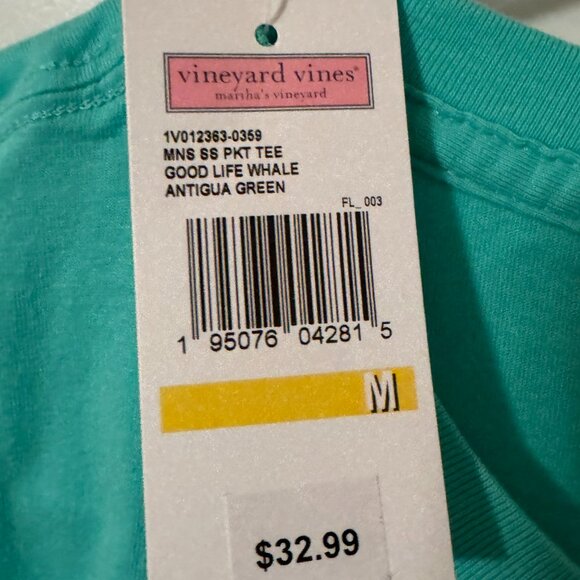 vineyard vines®
martha's vineyard
1V012363-0359
MNS SS PKT TEE
GOOD LIFE WHALE
ANTIGUA GREEN
FL_003
1 95076 04281 5
M
$32.99